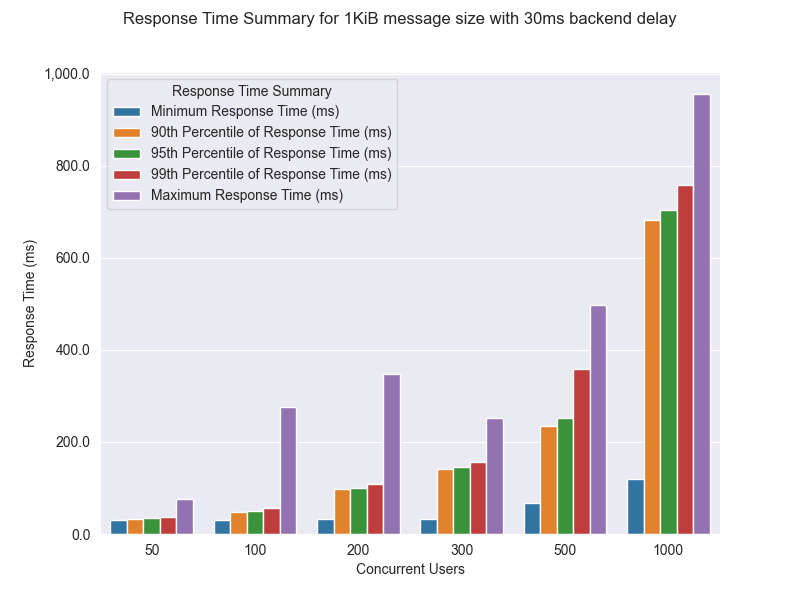 Response Time Summary for 1KiB message size with 30ms backend delay
1,000.0
800.0
600.0
400.0
200.0
0.0
Response Time (ms)
Response Time Summary
Minimum Response Time (ms)
90th Percentile of Response Time (ms)
95th Percentile of Response Time (ms)
99th Percentile of Response Time (ms)
Maximum Response Time (ms)
50 100 200 300 500 1000
Concurrent Users